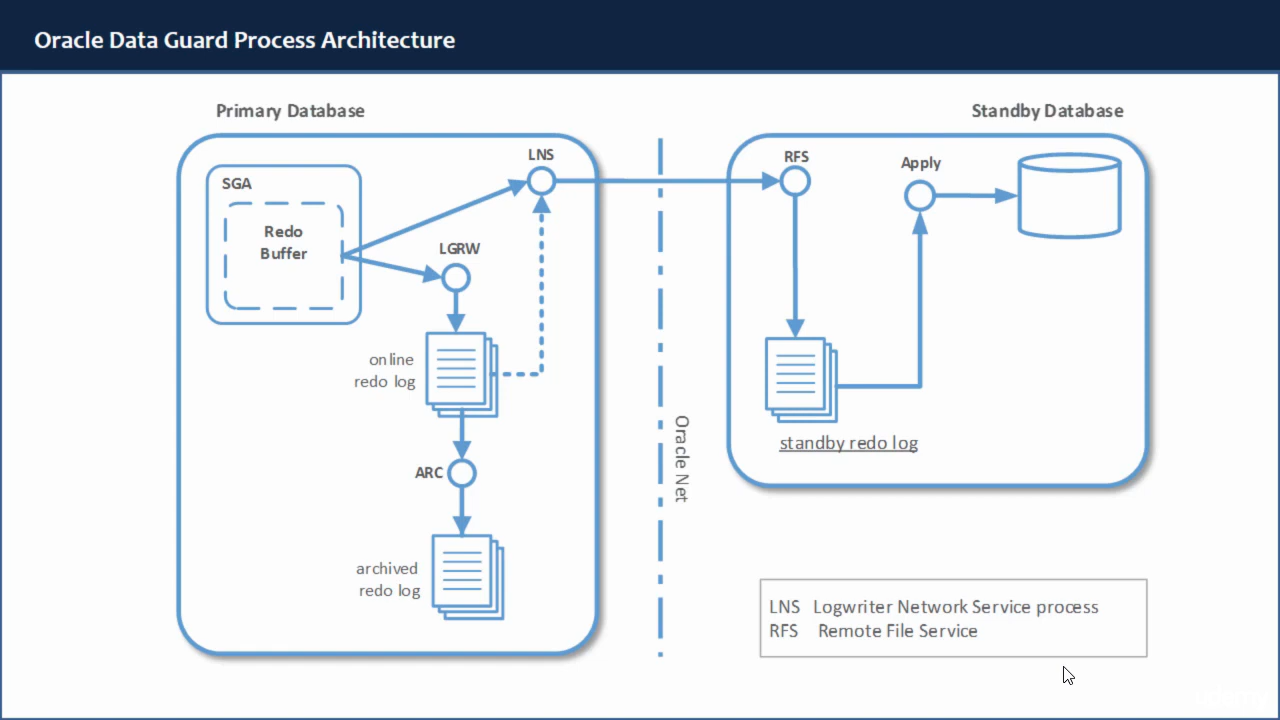 Oracle Data Guard Process Architecture
Primary Database
Standby Database
LNS
RFS
Apply
SGA
Redo
Buffer
LGRW
online
redo log
standby redo log
Oracle Net
ARC
archived
redo log
LNS Logwriter Network Service process
RFS Remote File Service